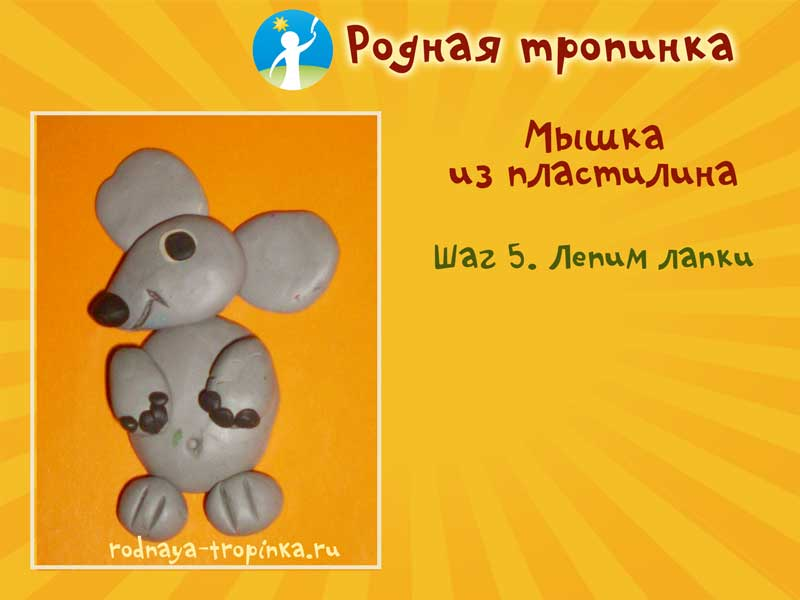 Родная тропинка
Мышка
из пластилина
Шаг 5. Лепим лапки
rodnaya-tropinka.ru